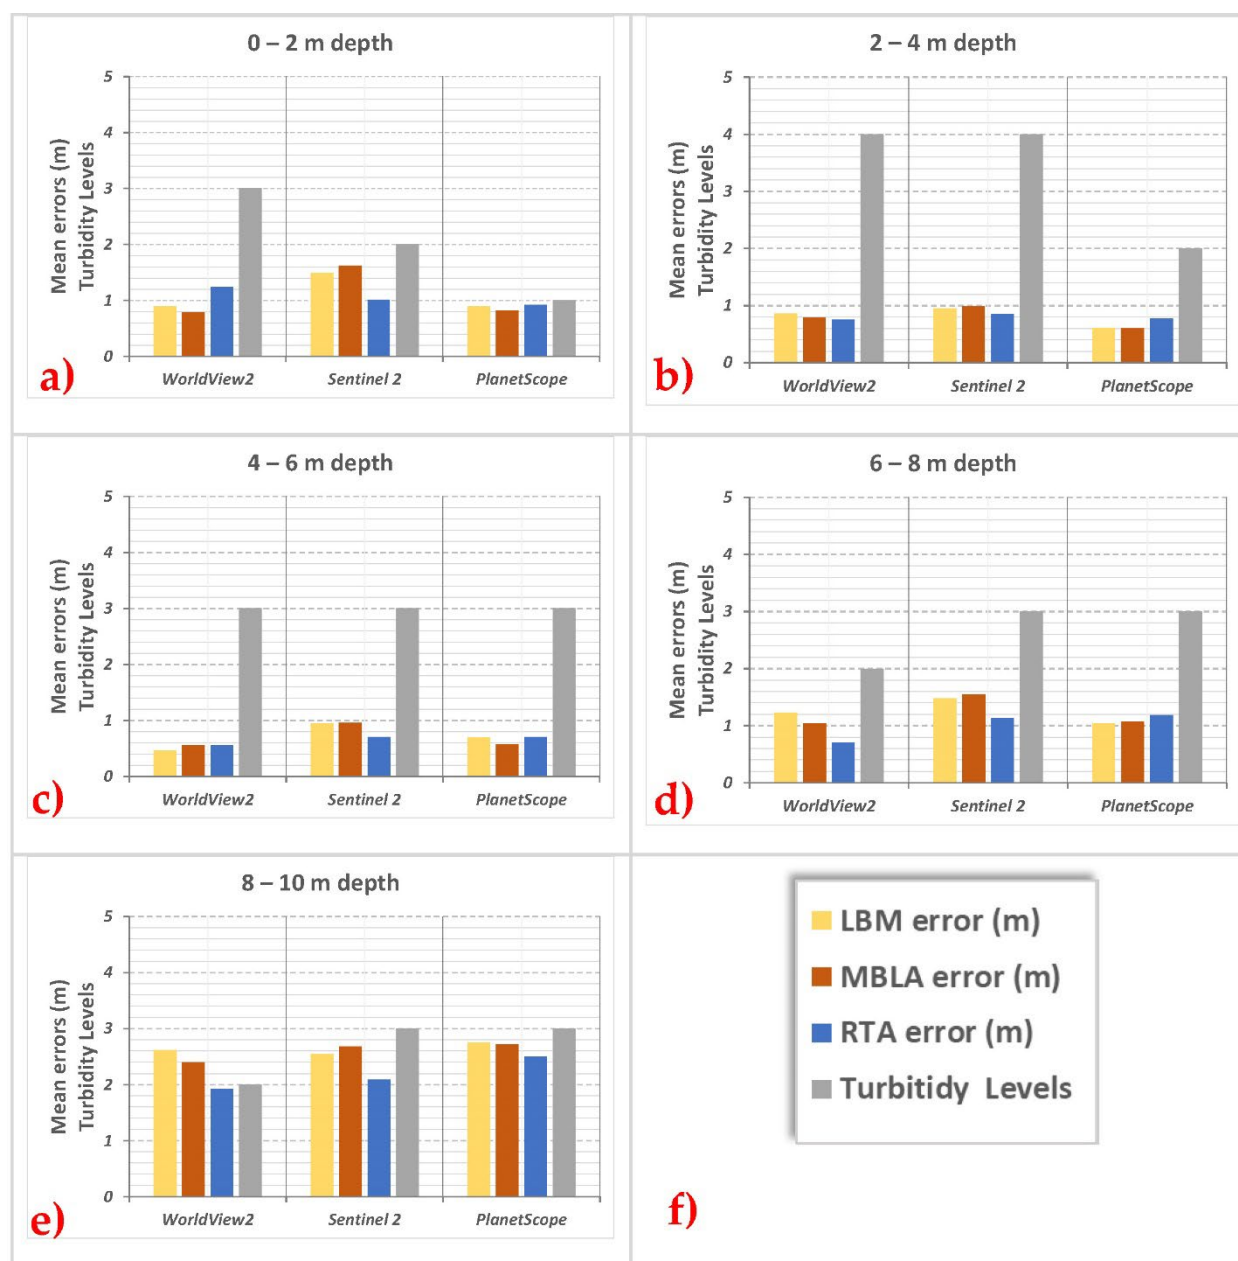 0 – 2 m depth
Mean errors (m)
Turbidity Levels
5
4
3
2
1
0
WorldView2 Sentinel 2 PlanetScope
a)
2 – 4 m depth
Mean errors (m)
Turbidity Levels
5
4
3
2
1
0
WorldView2 Sentinel 2 PlanetScope
b)
4 – 6 m depth
Mean errors (m)
Turbidity Levels
5
4
3
2
1
0
WorldView2 Sentinel 2 PlanetScope
c)
6 – 8 m depth
Mean errors (m)
Turbidity Levels
5
4
3
2
1
0
WorldView2 Sentinel 2 PlanetScope
d)
8 – 10 m depth
Mean errors (m)
Turbidity Levels
5
4
3
2
1
0
WorldView2 Sentinel 2 PlanetScope
e)
LBM error (m)
MBLA error (m)
RTA error (m)
Turbitidy Levels
f)